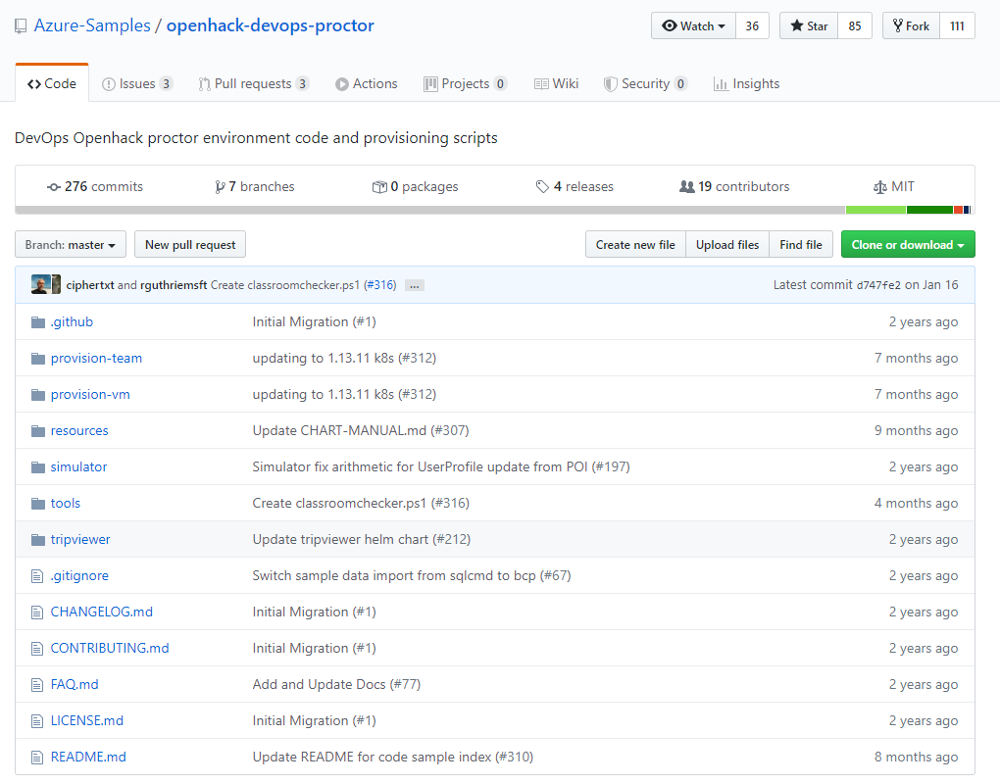 Azure-Samples / openhack-devops-proctor Watch 36 Star 85 Fork 111
Code Issues 3 Pull requests 3 Actions Projects 0 Wiki Security 0 Insights
DevOps Openhack proctor environment code and provisioning scripts
276 commits 7 branches 0 packages 4 releases 19 contributors MIT
Branch: master New pull request Create new file Upload files Find file Clone or download
ciphertxt and rguthriemsft Create classroomchecker.ps1 (#316) ... Latest commit d747fe2 on Jan 16
.github Initial Migration (#1) 2 years ago
provision-team updating to 1.13.11 k8s (#312) 7 months ago
provision-vm updating to 1.13.11 k8s (#312) 7 months ago
resources Update CHART-MANUAL.md (#307) 9 months ago
simulator Simulator fix arithmetic for UserProfile update from POI (#197) 2 years ago
tools Create classroomchecker.ps1 (#316) 4 months ago
tripviewer Update tripviewer helm chart (#212) 2 years ago
.gitignore Switch sample data import from sqlcmd to bcp (#67) 2 years ago
CHANGELOG.md Initial Migration (#1) 2 years ago
CONTRIBUTING.md Initial Migration (#1) 2 years ago
FAQ.md Add and Update Docs (#77) 2 years ago
LICENSE.md Initial Migration (#1) 2 years ago
README.md Update README for code sample index (#310) 8 months ago